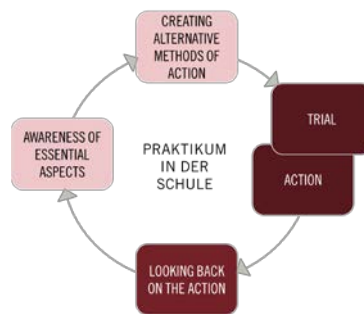 CREATING
ALTERNATIVE
METHODS OF
ACTION
TRIAL
ACTION
AWARENESS OF
ESSENTIAL
ASPECTS
PRAKTIKUM
IN DER
SCHULE
LOOKING BACK
ON THE ACTION